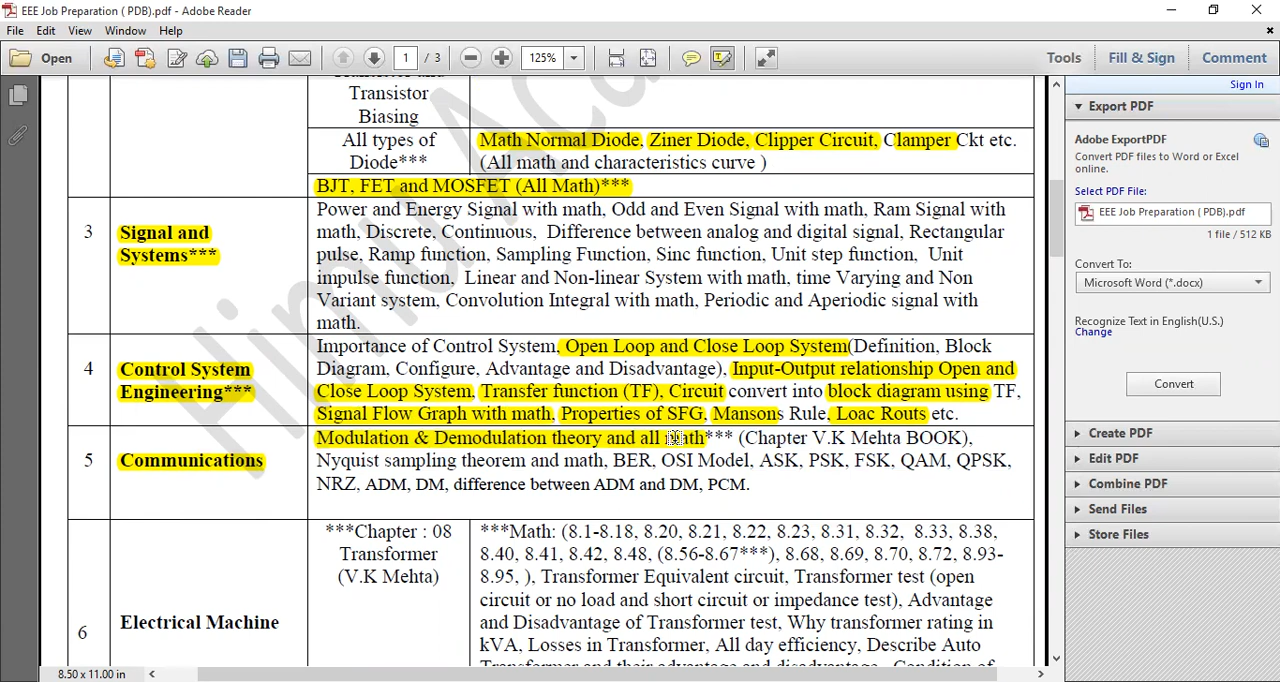 EEE Job Preparation ( PDB).pdf - Adobe Reader
File Edit View Window Help
Open 1 / 3 125% Tools Fill & Sign Comment
Sign In
Export PDF
Adobe ExportPDF
Convert PDF files to Word or Excel
online.
Select PDF File:
EEE Job Preparation ( PDB).pdf
1 file / 512 KB
Convert To:
Microsoft Word (*.docx)
Recognize Text in English(U.S.)
Change
Convert
Create PDF
Edit PDF
Combine PDF
Send Files
Store Files
Transistor
Biasing
All types of
Diode***
Math Normal Diode, Ziner Diode, Clipper Circuit, Clamper Ckt etc.
(All math and characteristics curve )
BJT, FET and MOSFET (All Math)***
3
Signal and
Systems***
Power and Energy Signal with math, Odd and Even Signal with math, Ram Signal with
math, Discrete, Continuous, Difference between analog and digital signal, Rectangular
pulse, Ramp function, Sampling Function, Sinc function, Unit step function, Unit
impulse function, Linear and Non-linear System with math, time Varying and Non
Variant system, Convolution Integral with math, Periodic and Aperiodic signal with
math.
4
Control System
Engineering***
Importance of Control System, Open Loop and Close Loop System(Definition, Block
Diagram, Configure, Advantage and Disadvantage), Input-Output relationship Open and
Close Loop System, Transfer function (TF), Circuit convert into block diagram using TF,
Signal Flow Graph with math, Properties of SFG, Mansons Rule, Loac Routs etc.
5
Communications
Modulation & Demodulation theory and all math*** (Chapter V.K Mehta BOOK),
Nyquist sampling theorem and math, BER, OSI Model, ASK, PSK, FSK, QAM, QPSK,
NRZ, ADM, DM, difference between ADM and DM, PCM.
6
Electrical Machine
***Chapter : 08
Transformer
(V.K Mehta)
***Math: (8.1-8.18, 8.20, 8.21, 8.22, 8.23, 8.31, 8.32, 8.33, 8.38,
8.40, 8.41, 8.42, 8.48, (8.56-8.67***), 8.68, 8.69, 8.70, 8.72, 8.93-
8.95, ), Transformer Equivalent circuit, Transformer test (open
circuit or no load and short circuit or impedance test), Advantage
and Disadvantage of Transformer test, Why transformer rating in
kVA, Losses in Transformer, All day efficiency, Describe Auto
Transformer and their advantage and disadvantage, Condition of
8.50 x 11.00 in